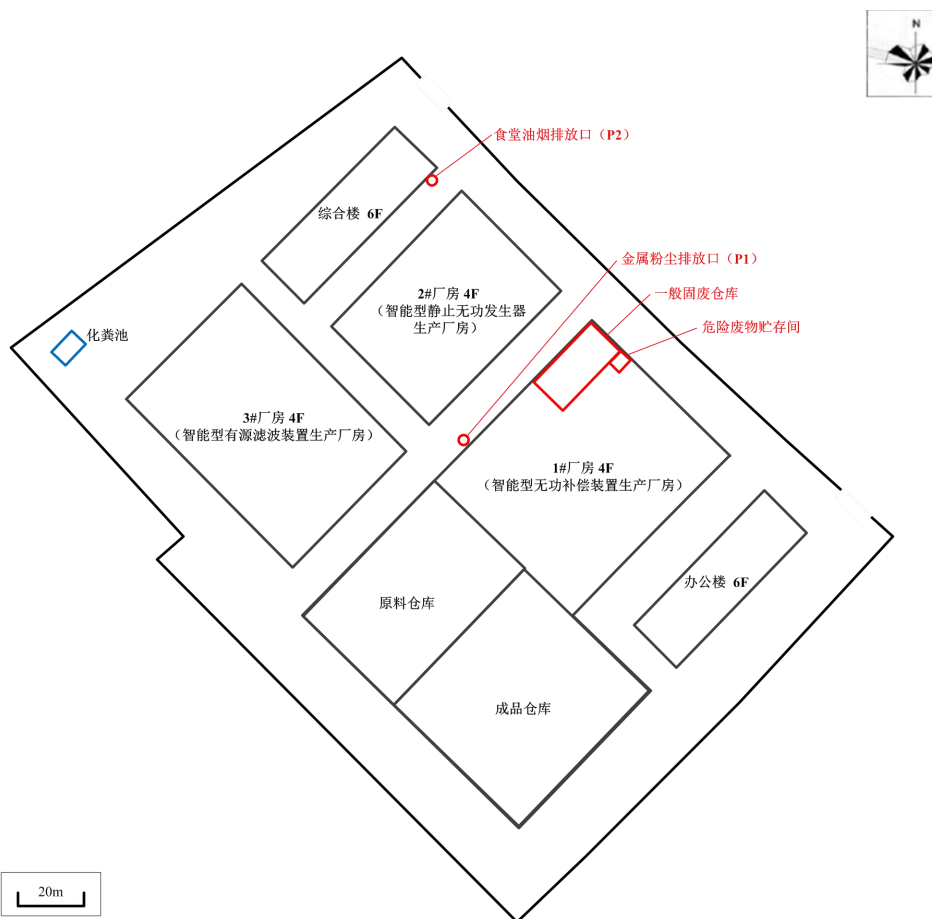 N
食堂油烟排放口（P2）
综合楼 6F
金属粉尘排放口（P1）
2#厂房 4F
（智能型静止无功发生器
生产厂房）
一般固废仓库
危险废物贮存间
化粪池
3#厂房 4F
（智能型有源滤波装置生产厂房）
1#厂房 4F
（智能型无功补偿装置生产厂房）
办公楼 6F
原料仓库
成品仓库
20m